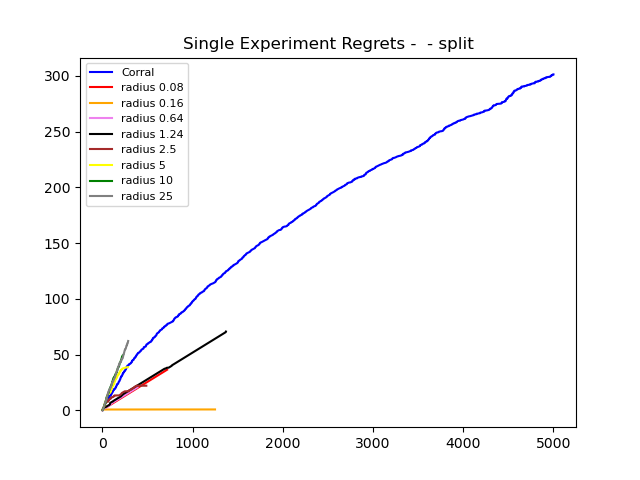 Single Experiment Regrets -  - split
300
250
200
150
100
50
0
Corral
radius 0.08
radius 0.16
radius 0.64
radius 1.24
radius 2.5
radius 5
radius 10
radius 25
0 1000 2000 3000 4000 5000